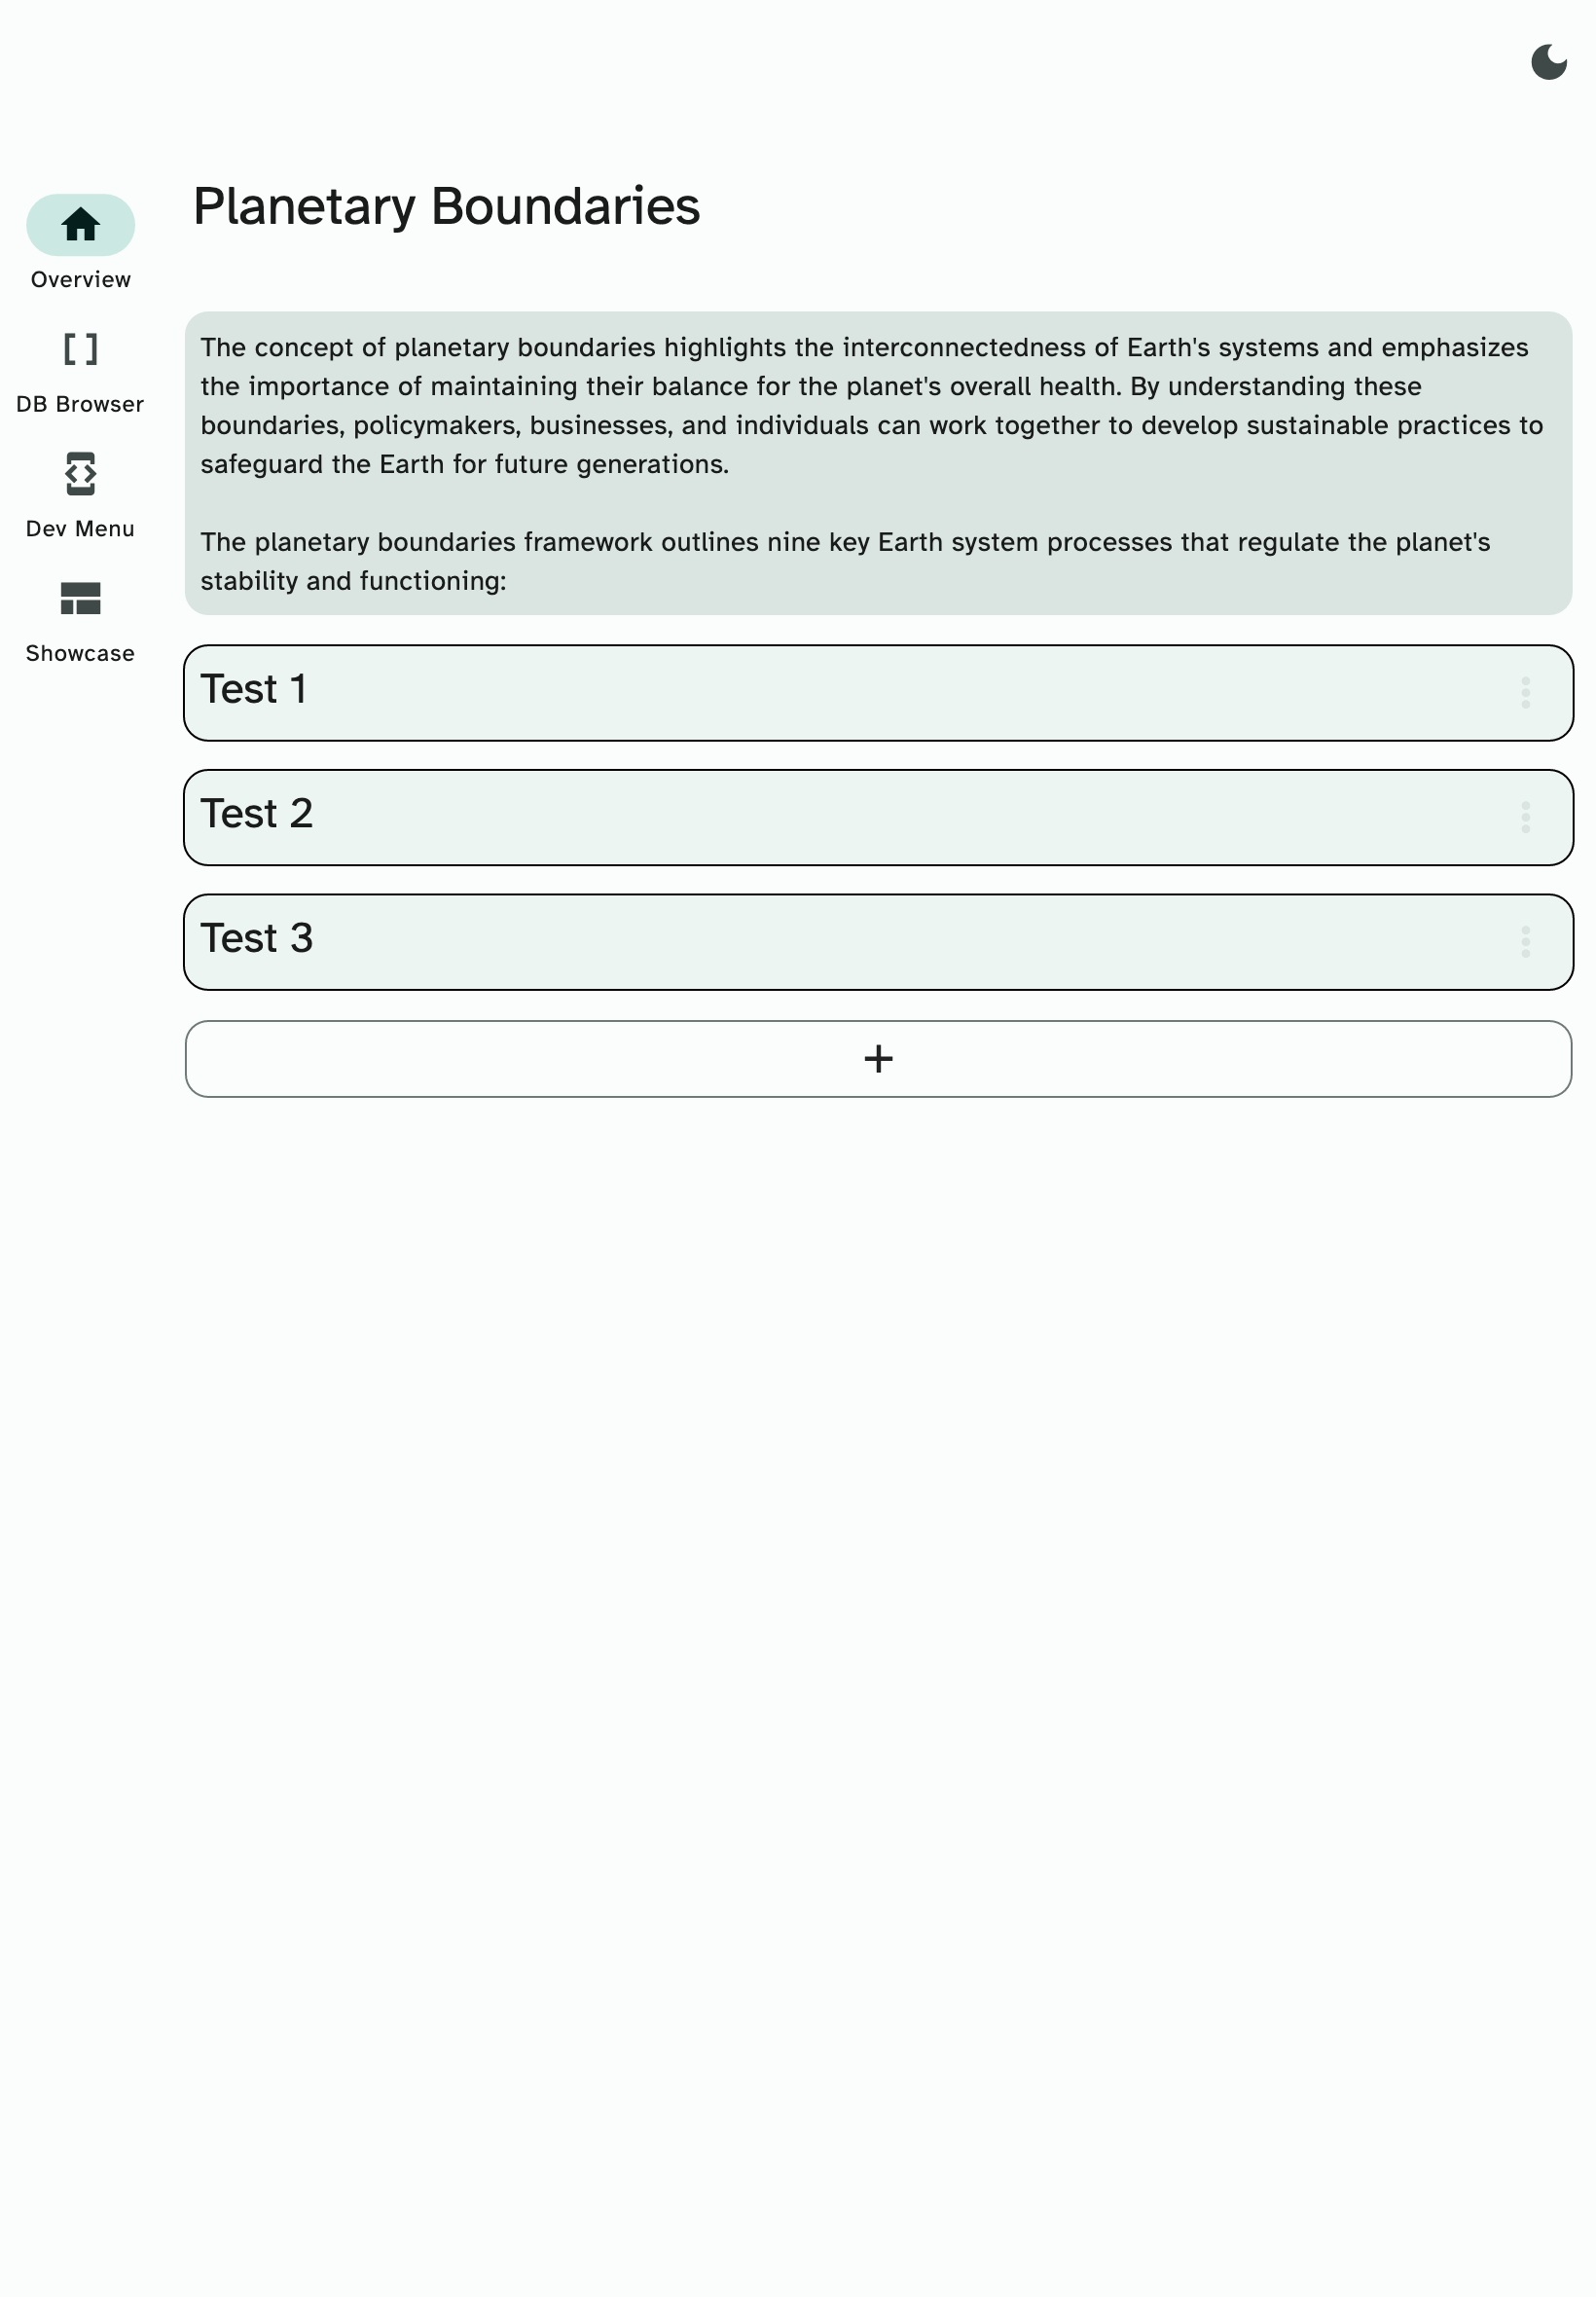 Planetary Boundaries
Overview
DB Browser
Dev Menu
Showcase
The concept of planetary boundaries highlights the interconnectedness of Earth's systems and emphasizes
the importance of maintaining their balance for the planet's overall health. By understanding these
boundaries, policymakers, businesses, and individuals can work together to develop sustainable practices to
safeguard the Earth for future generations.
The planetary boundaries framework outlines nine key Earth system processes that regulate the planet's
stability and functioning:
Test 1
Test 2
Test 3
+